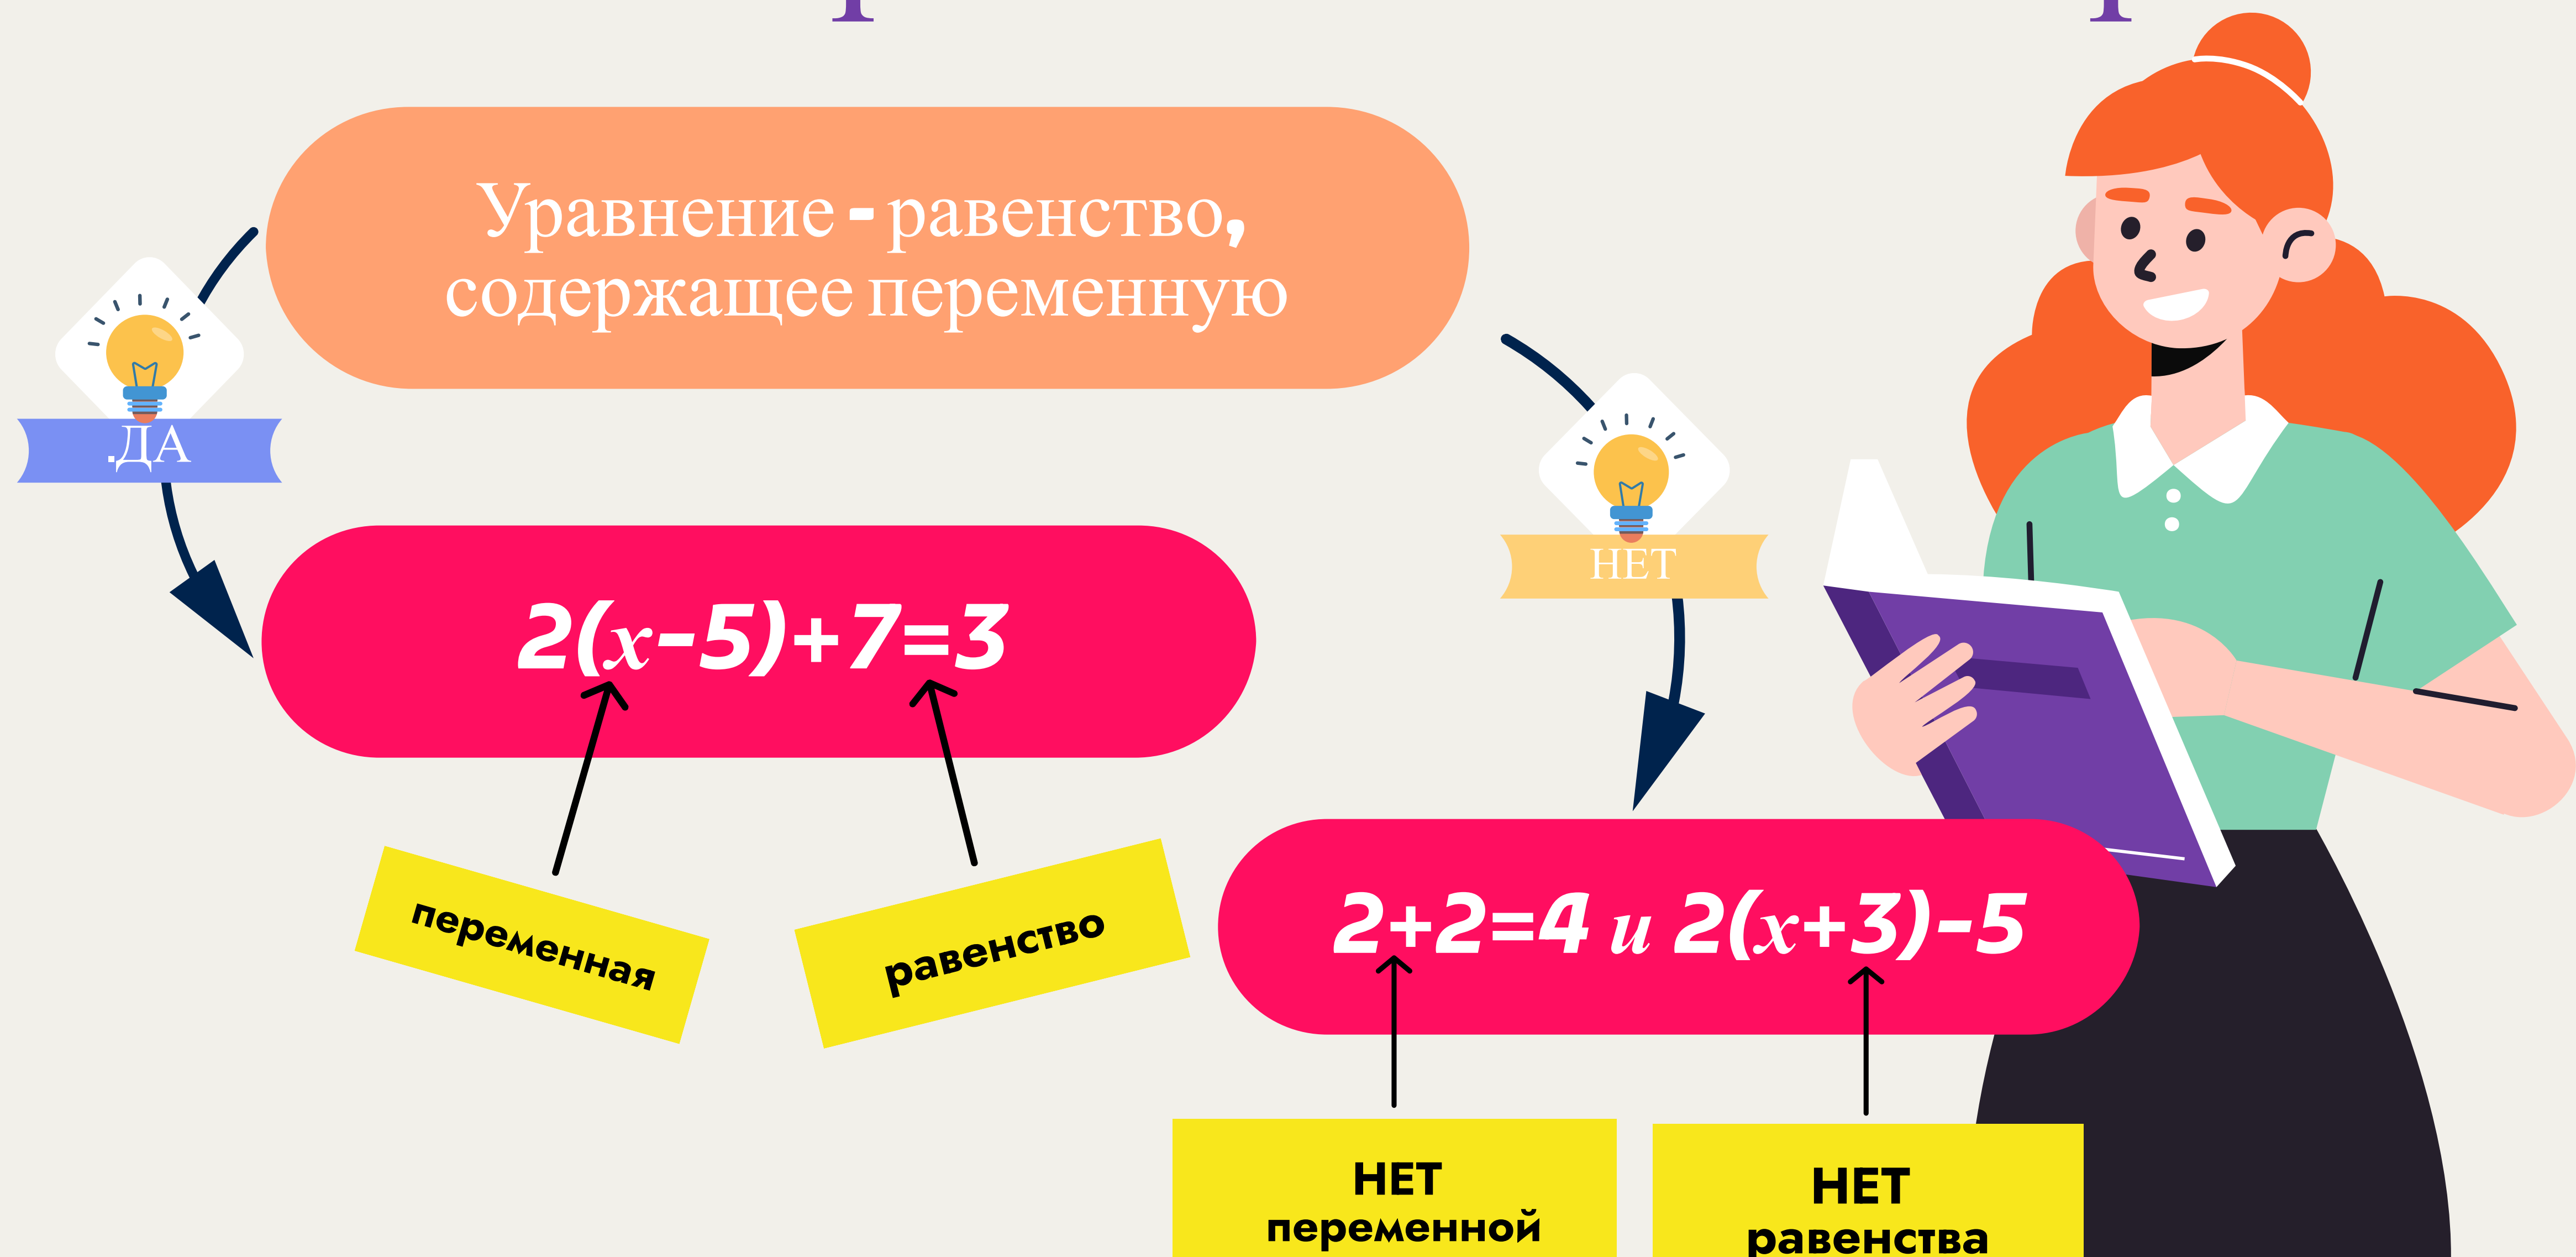 Уравнение - равенство,
содержащее переменную
.ДА
НЕТ
2(x-5)+7=3
переменная
равенство
2+2=4 и 2(x+3)-5
НЕТ
переменной
НЕТ
равенства